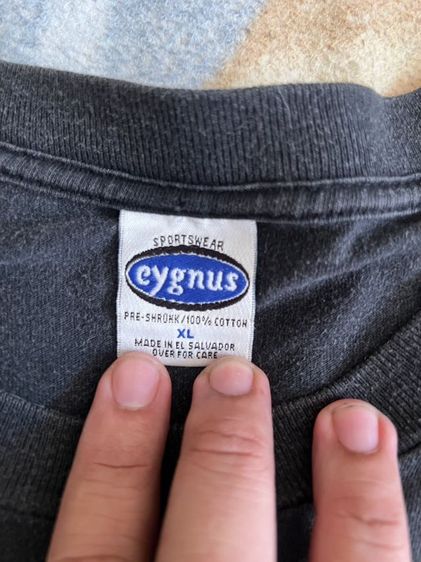 SPORTSWEAR
cygnus
PRE-SHRUNK/100% COTTON
XL
MADE IN EL SALVADOR
OVER FOR CARE